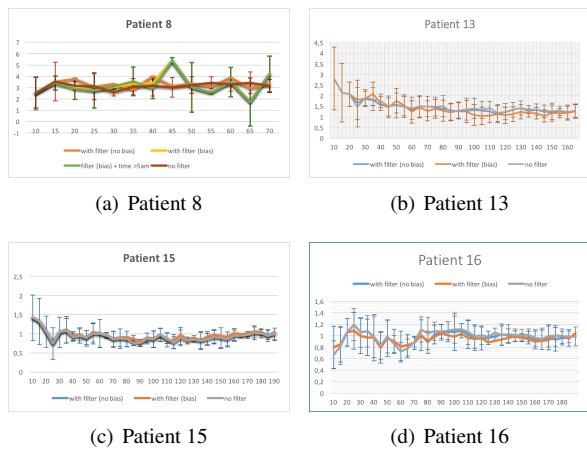 Patient 8
7
6
5
4
3
2
1
0
-1
10 15 20 25 30 35 40 45 50 55 60 65 70
with filter (no bias) with filter (bias)
filter (bias) + time >5am no filter
(a) Patient 8
Patient 13
4,5
4
3,5
3
2,5
2
1,5
1
0,5
0
10 20 30 40 50 60 70 80 90 100 110 120 130 140 150 160
with filter (no bias) with filter (bias) no filter
(b) Patient 13
Patient 15
2,5
2
1,5
1
0,5
0
10 20 30 40 50 60 70 80 90 100 110 120 130 140 150 160 170 180 190
with filter (no bias) with filter (bias) no filter
(c) Patient 15
Patient 16
with filter (no bias) with filter (bias) no filter
1,6
1,4
1,2
1,0
0,8
0,6
0,4
0,2
0
10 20 30 40 50 60 70 80 90 100 110 120 130 140 150 160 170 180
(d) Patient 16